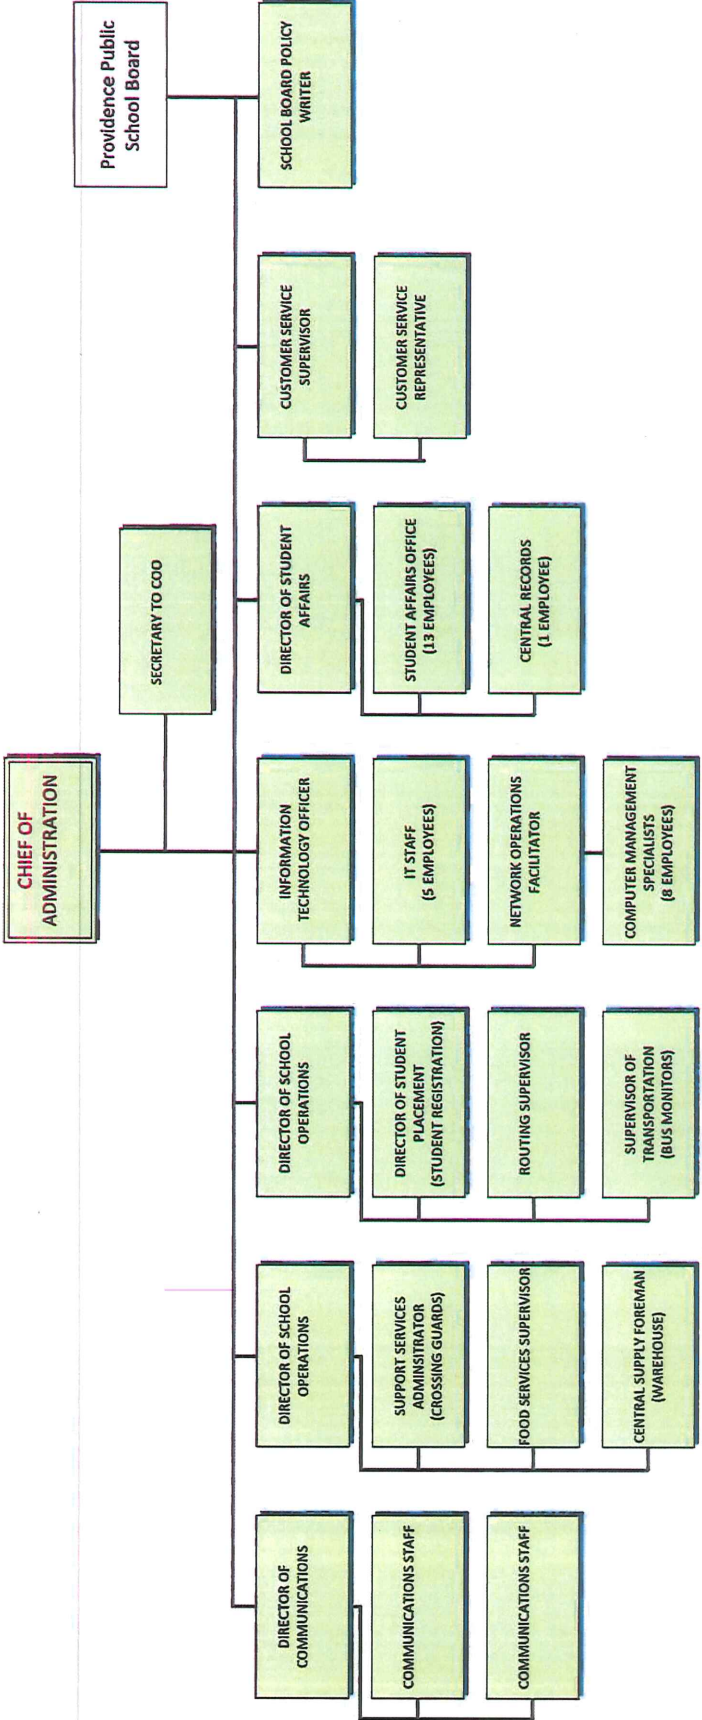 CHIEF OF
ADMINISTRATION
SECRETARY TO COO
Providence Public
School Board
DIRECTOR OF
COMMUNICATIONS
COMMUNICATIONS STAFF
COMMUNICATIONS STAFF
DIRECTOR OF SCHOOL
OPERATIONS
SUPPORT SERVICES
ADMINSITRATOR
(CROSSING GUARDS)
FOOD SERVICES SUPERVISOR
CENTRAL SUPPLY FOREMAN
(WAREHOUSE)
DIRECTOR OF SCHOOL
OPERATIONS
DIRECTOR OF STUDENT
PLACEMENT
(STUDENT REGISTRATION)
ROUTING SUPERVISOR
SUPERVISOR OF
TRANSPORTATION
(BUS MONITORS)
INFORMATION
TECHNOLOGY OFFICER
IT STAFF
(5 EMPLOYEES)
NETWORK OPERATIONS
FACILITATOR
COMPUTER MANAGEMENT
SPECIALISTS
(8 EMPLOYEES)
DIRECTOR OF STUDENT
AFFAIRS
STUDENT AFFAIRS OFFICE
(13 EMPLOYEES)
CENTRAL RECORDS
(1 EMPLOYEE)
CUSTOMER SERVICE
SUPERVISOR
CUSTOMER SERVICE
REPRESENTATIVE
SCHOOL BOARD POLICY
WRITER